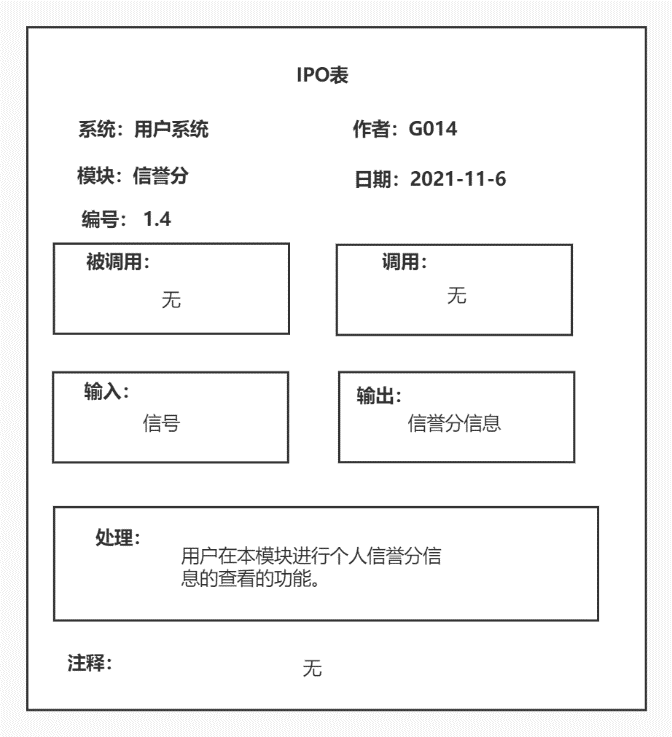 IPO表
系统：用户系统
作者：G014
模块：信誉分
日期：2021-11-6
编号： 1.4
被调用：
无
调用：
无
输入：
信号
输出：
信誉分信息
处理：
用户在本模块进行个人信誉分信
息的查看的功能。
注释：
无